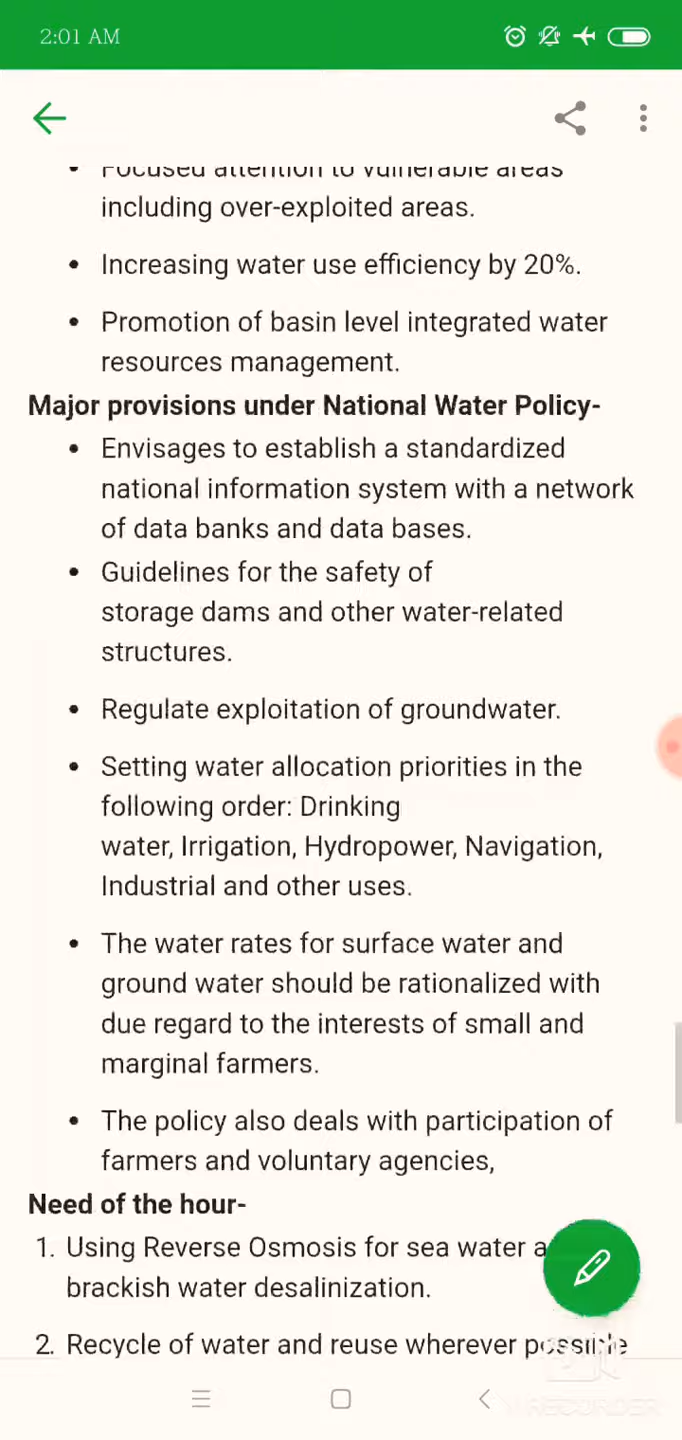 2:01 AM
Focused attention to vulnerable areas
including over-exploited areas.
• Increasing water use efficiency by 20%.
• Promotion of basin level integrated water
resources management.
Major provisions under National Water Policy-
• Envisages to establish a standardized
national information system with a network
of data banks and data bases.
• Guidelines for the safety of
storage dams and other water-related
structures.
• Regulate exploitation of groundwater.
• Setting water allocation priorities in the
following order: Drinking
water, Irrigation, Hydropower, Navigation,
Industrial and other uses.
• The water rates for surface water and
ground water should be rationalized with
due regard to the interests of small and
marginal farmers.
• The policy also deals with participation of
farmers and voluntary agencies,
Need of the hour-
1. Using Reverse Osmosis for sea water
brackish water desalinization.
2. Recycle of water and reuse wherever possible
RECORDER